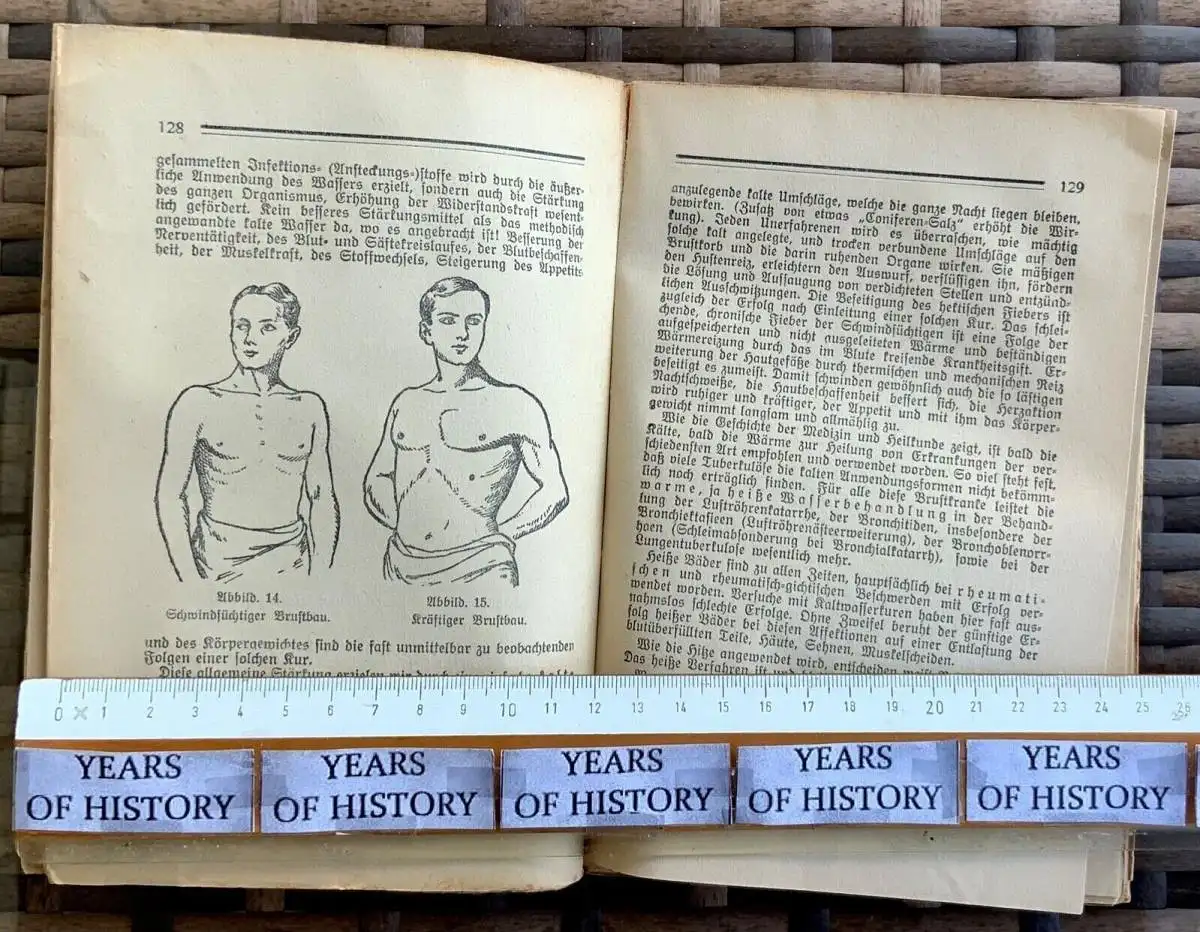 128
gesammelten Infektions- (Ansteckungs-)stoffe wird durch die äußer-
liche Anwendung des Wassers erzielt, sondern auch die Stärkung
des ganzen Organismus, Erhöhung der Widerstandskraft wesent-
lich gefördert. Kein besseres Stärkungsmittel als das methodisch
angewandte kalte Wasser da, wo es angebracht ist! Besserung der
Nerventätigkeit, des Blut- und Säftekreislaufes, der Blutbeschaffen-
heit, der Muskelkraft, des Stoffwechsels, Steigerung des Appetits
Abbild. 14.
Schwindsüchtiger Brustbau.
Abbild. 15.
Kräftiger Brustbau.
und des Körpergewichtes sind die fast unmittelbar zu beobachtenden
Folgen einer solchen Kur.
Diese allgemeine Stärkung erzielen wir durch
129
anzulegende kalte Umschläge, welche die ganze Nacht liegen bleiben,
bewirken. (Zusatz von etwas „Coniferen-Salz“ erhöht die Wir-
kung). Jeden Unerfahrenen wird es überraschen, wie mächtig
solche kalt angelegte, und trocken verbundene Umschläge auf den
Brustkorb und die darin ruhenden Organe wirken. Sie mäßigen
den Hustenreiz, erleichtern den Auswurf, verflüssigen ihn, fördern
die Lösung und Aufsaugung von verdichteten Stellen und entzünd-
lichen Ausschwitzungen. Die Beseitigung des hektischen Fiebers ist
zugleich der Erfolg nach Einleitung einer solchen Kur. Das schlei-
chende, chronische Fieber der Schwindsüchtigen ist eine Folge der
aufgespeicherten und nicht ausgeleiteten Wärme und beständigen
Wärmereizung durch das im Blute kreisende Krankheitsgift. Er-
weiterung der Hautgefäße durch thermischen und mechanischen Reiz
beseitigt es zumeist. Damit schwinden gewöhnlich auch die so lästigen
Nachtschweiße, die Hautbeschaffenheit bessert sich, die Herzaktion
wird ruhiger und kräftiger, der Appetit und mit ihm das Körper-
gewicht nimmt langsam und allmählig zu.
Wie die Geschichte der Medizin und Heilkunde zeigt, ist bald die
Kälte, bald die Wärme zur Heilung von Erkrankungen der ver-
schiedensten Art empfohlen und verwendet worden. So viel steht fest,
daß viele Tuberkulöse die kalten Anwendungsformen nicht bekömm-
lich noch erträglich finden. Für alle diese Brustkranke leistet die
warme, ja heiße Wasserbehandlung in der Behand-
lung der Luftröhrenkatarrhe, der Bronchitiden, insbesondere der
Bronchiektasieen (Luftröhrenästeerweiterung), der Bronchoblenorr-
hoen (Schleimabsonderung bei Bronchialkatarrh), sowie bei der
Lungentuberkulose wesentlich mehr.
Heiße Bäder sind zu allen Zeiten, hauptsächlich bei rheumati-
schen und rheumatisch-gichtischen Beschwerden mit Erfolg ver-
wendet worden. Versuche mit Kaltwasserkuren haben hier fast aus-
nahmslos schlechte Erfolge. Ohne Zweifel beruht der günstige Er-
folg heißer Bäder bei diesen Affektionen auf einer Entlastung der
blutüberfüllten Teile, Häute, Sehnen, Muskelscheiden.
Wie die Hitze angewendet wird, entscheiden meist
Das heiße Verfahren ist
0 1 2 3 4 5 6 7 8 9 10 11 12 13 14 15 16 17 18 19 20 21 22 23 24 25 26
YEARS
OF HISTORY
YEARS
OF HISTORY
YEARS
OF HISTORY
YEARS
OF HISTORY
YEARS
OF HISTORY